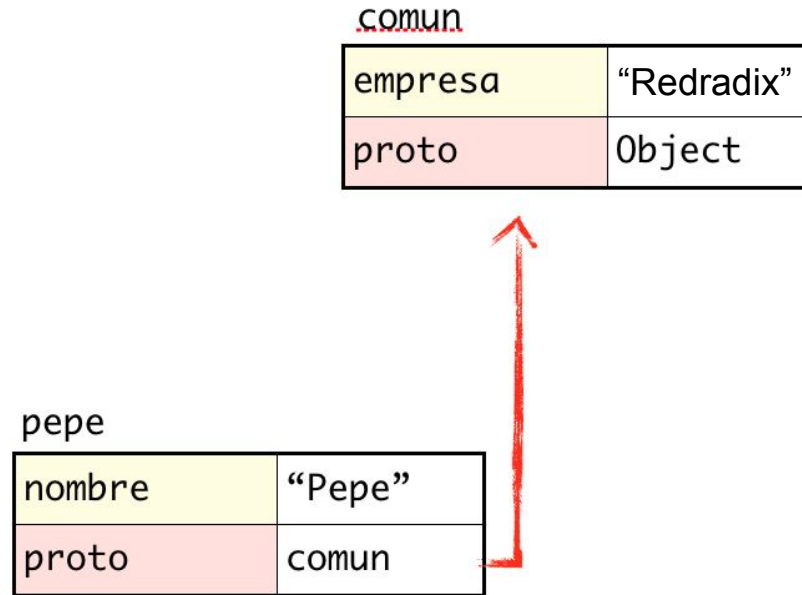 comun
empresa “Redradix”
proto Object
pepe
nombre “Pepe”
proto comun